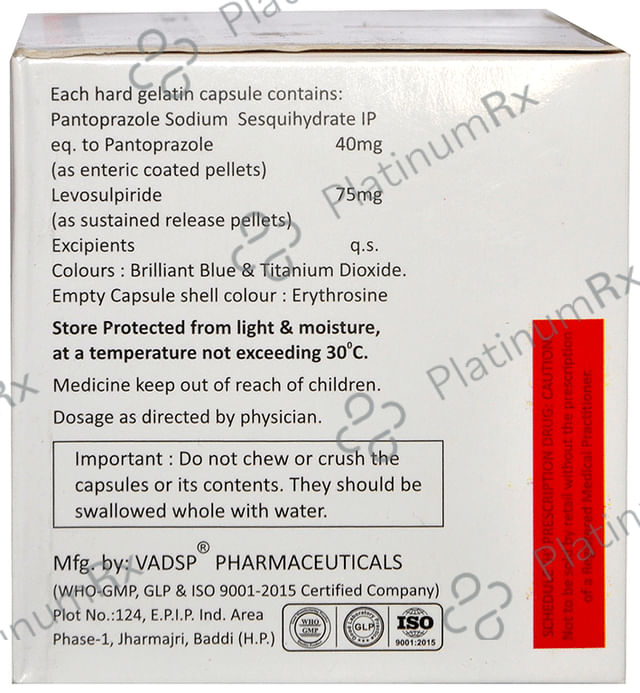 Each hard gelatin capsule contains:
Pantoprazole Sodium Sesquihydrate IP
eq. to Pantoprazole 40mg
(as enteric coated pellets)
Levosulpiride 75mg
(as sustained release pellets)
Excipients q.s.
Colours : Brilliant Blue & Titanium Dioxide.
Empty Capsule shell colour : Erythrosine
Store Protected from light & moisture,
at a temperature not exceeding 30⁰C.
Medicine keep out of reach of children.
Dosage as directed by physician.
Important : Do not chew or crush the
capsules or its contents. They should be
swallowed whole with water.
Mfg. by: VADSP® PHARMACEUTICALS
(WHO-GMP, GLP & ISO 9001-2015 Certified Company)
Plot No.:124, E.P.I.P. Ind. Area
Phase-1, Jharmajri, Baddi (H.P.)
WHO
GMP
GLP
ISO
9001:2015
SCHEDULE PRESCRIPTION DRUG: CAUTION
Not to be sold by retail without the prescription
of a Registered Medical Practitioner.
PlatinumRx
PlatinumRx
PlatinumRx
PlatinumRx
Rx